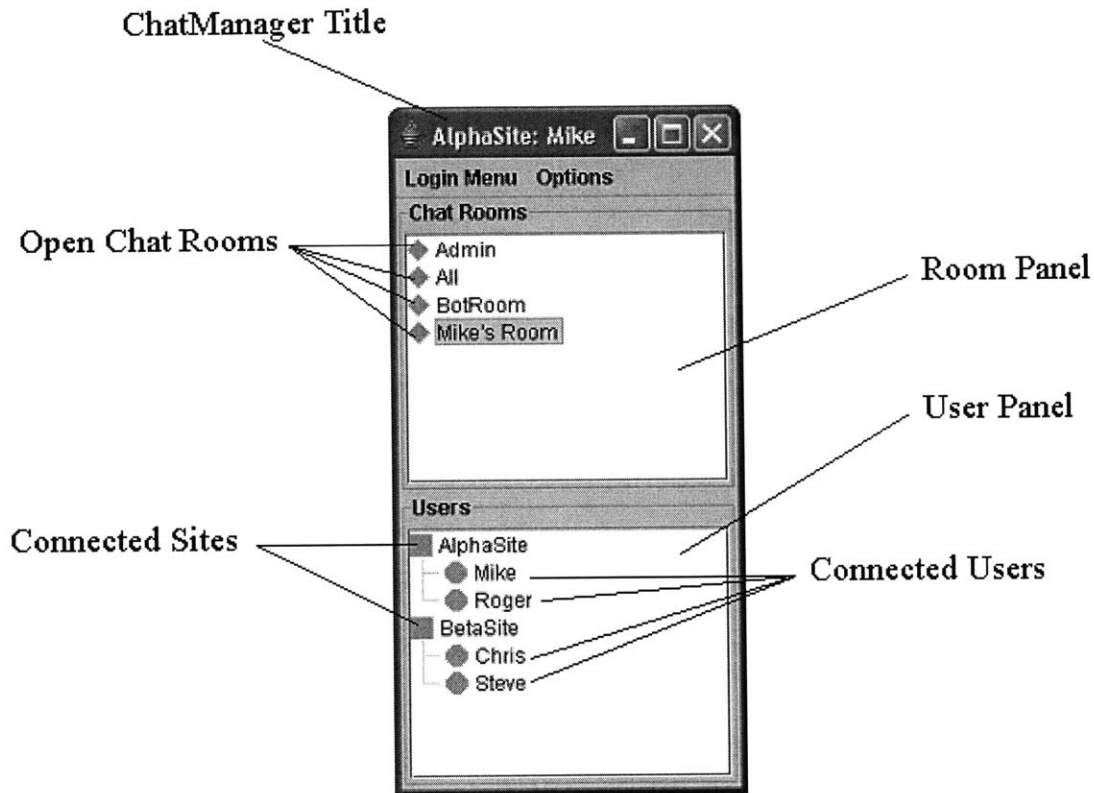 ChatManager Title
AlphaSite: Mike
Login Menu Options
Chat Rooms
Open Chat Rooms
Admin
All
BotRoom
Mike's Room
Room Panel
User Panel
Users
Connected Sites
AlphaSite
Mike
Roger
Connected Users
BetaSite
Chris
Steve